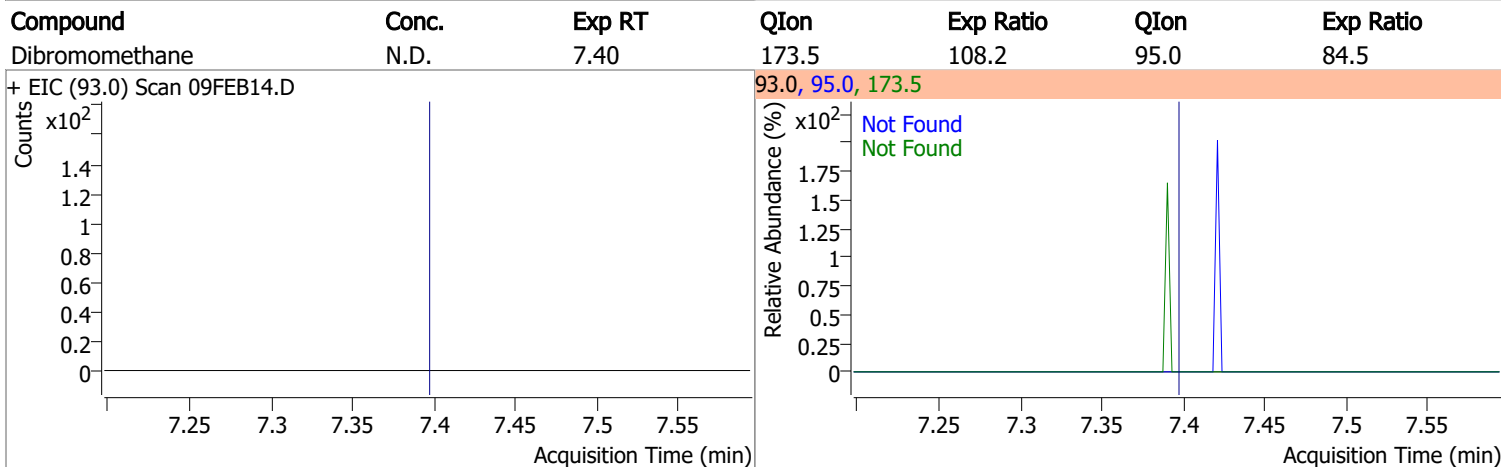 Compound Conc. Exp RT QIon Exp Ratio QIon Exp Ratio
Dibromomethane N.D. 7.40 173.5 108.2 95.0 84.5
+ EIC (93.0) Scan 09FEB14.D
Counts
x10²
1.4
1.2
1
0.8
0.6
0.4
0.2
0
7.25 7.3 7.35 7.4 7.45 7.5 7.55
Acquisition Time (min)
93.0, 95.0, 173.5
Relative Abundance (%)
x10²
Not Found
Not Found
1.75
1.5
1.25
1
0.75
0.5
0.25
0
7.25 7.3 7.35 7.4 7.45 7.5 7.55
Acquisition Time (min)